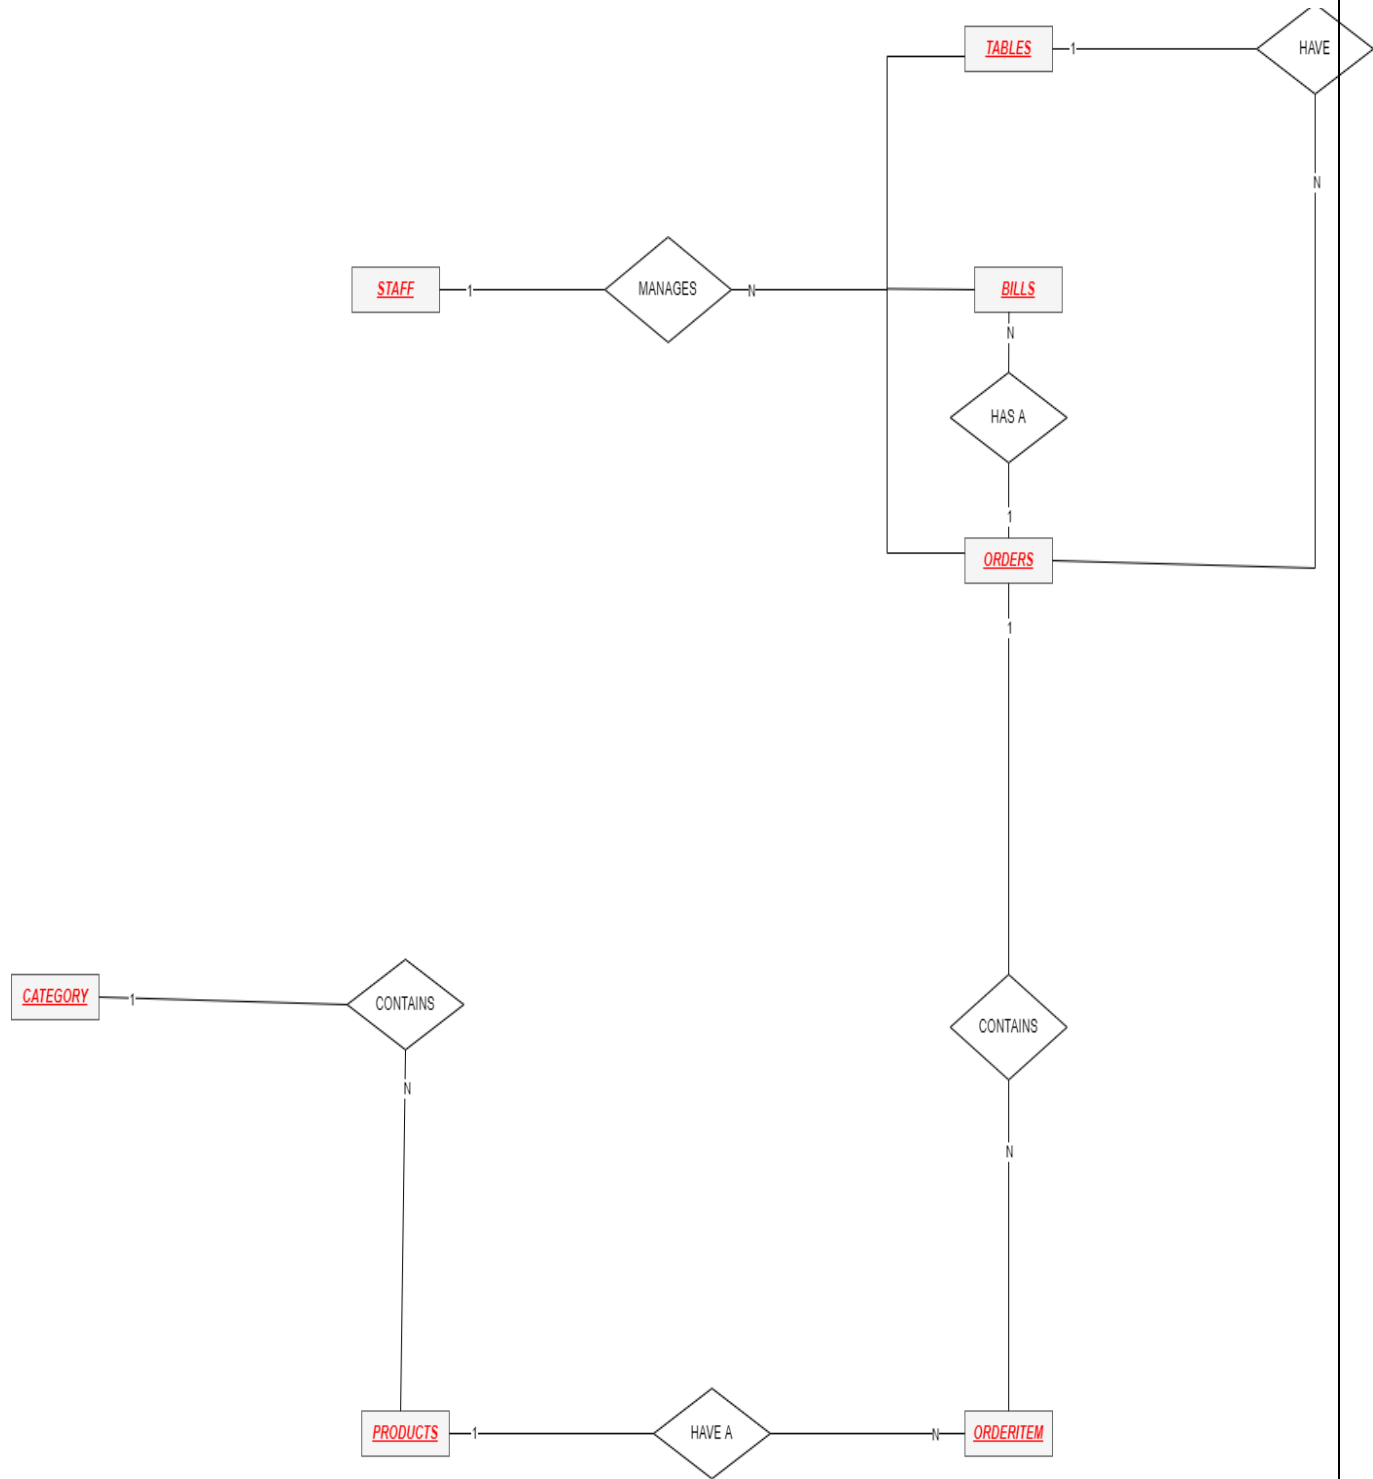 TABLES
1
HAVE
N
STAFF
1
MANAGES
N
BILLS
N
HAS A
1
ORDERS
1
CATEGORY
1
CONTAINS
N
CONTAINS
N
PRODUCTS
1
HAVE A
N
ORDERITEM